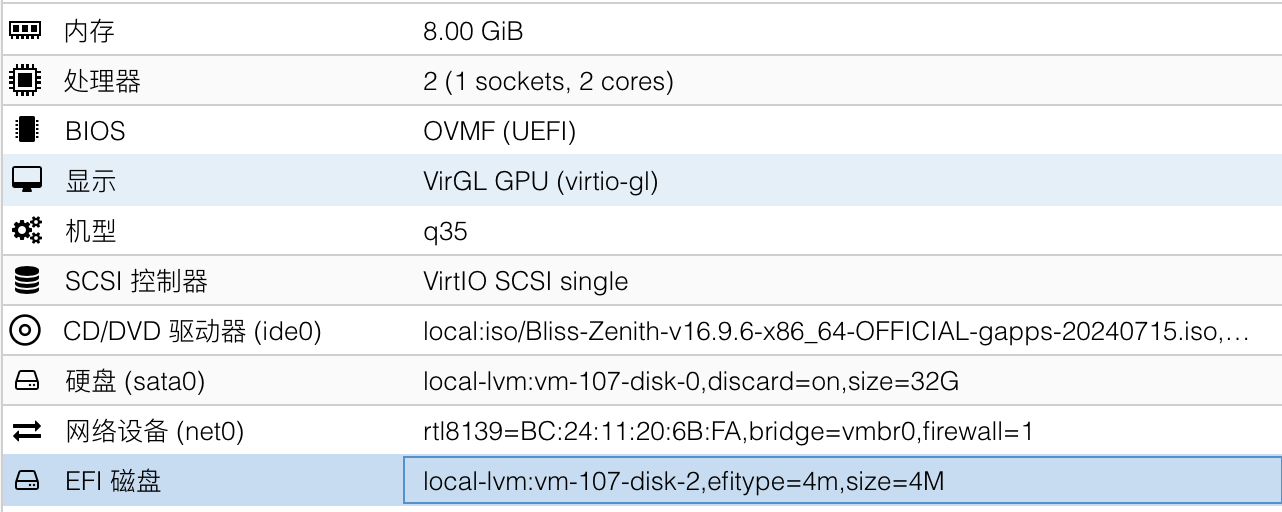 内存 8.00 GiB
处理器 2 (1 sockets, 2 cores)
BIOS OVMF (UEFI)
显示 VirGL GPU (virtio-gl)
机型 q35
SCSI 控制器 VirtIO SCSI single
CD/DVD 驱动器 (ide0) local:iso/Bliss-Zenith-v16.9.6-x86_64-OFFICIAL-gapps-20240715.iso,…
硬盘 (sata0) local-lvm:vm-107-disk-0,discard=on,size=32G
网络设备 (net0) rtl8139=BC:24:11:20:6B:FA,bridge=vmbr0,firewall=1
EFI 磁盘 local-lvm:vm-107-disk-2,efitype=4m,size=4M